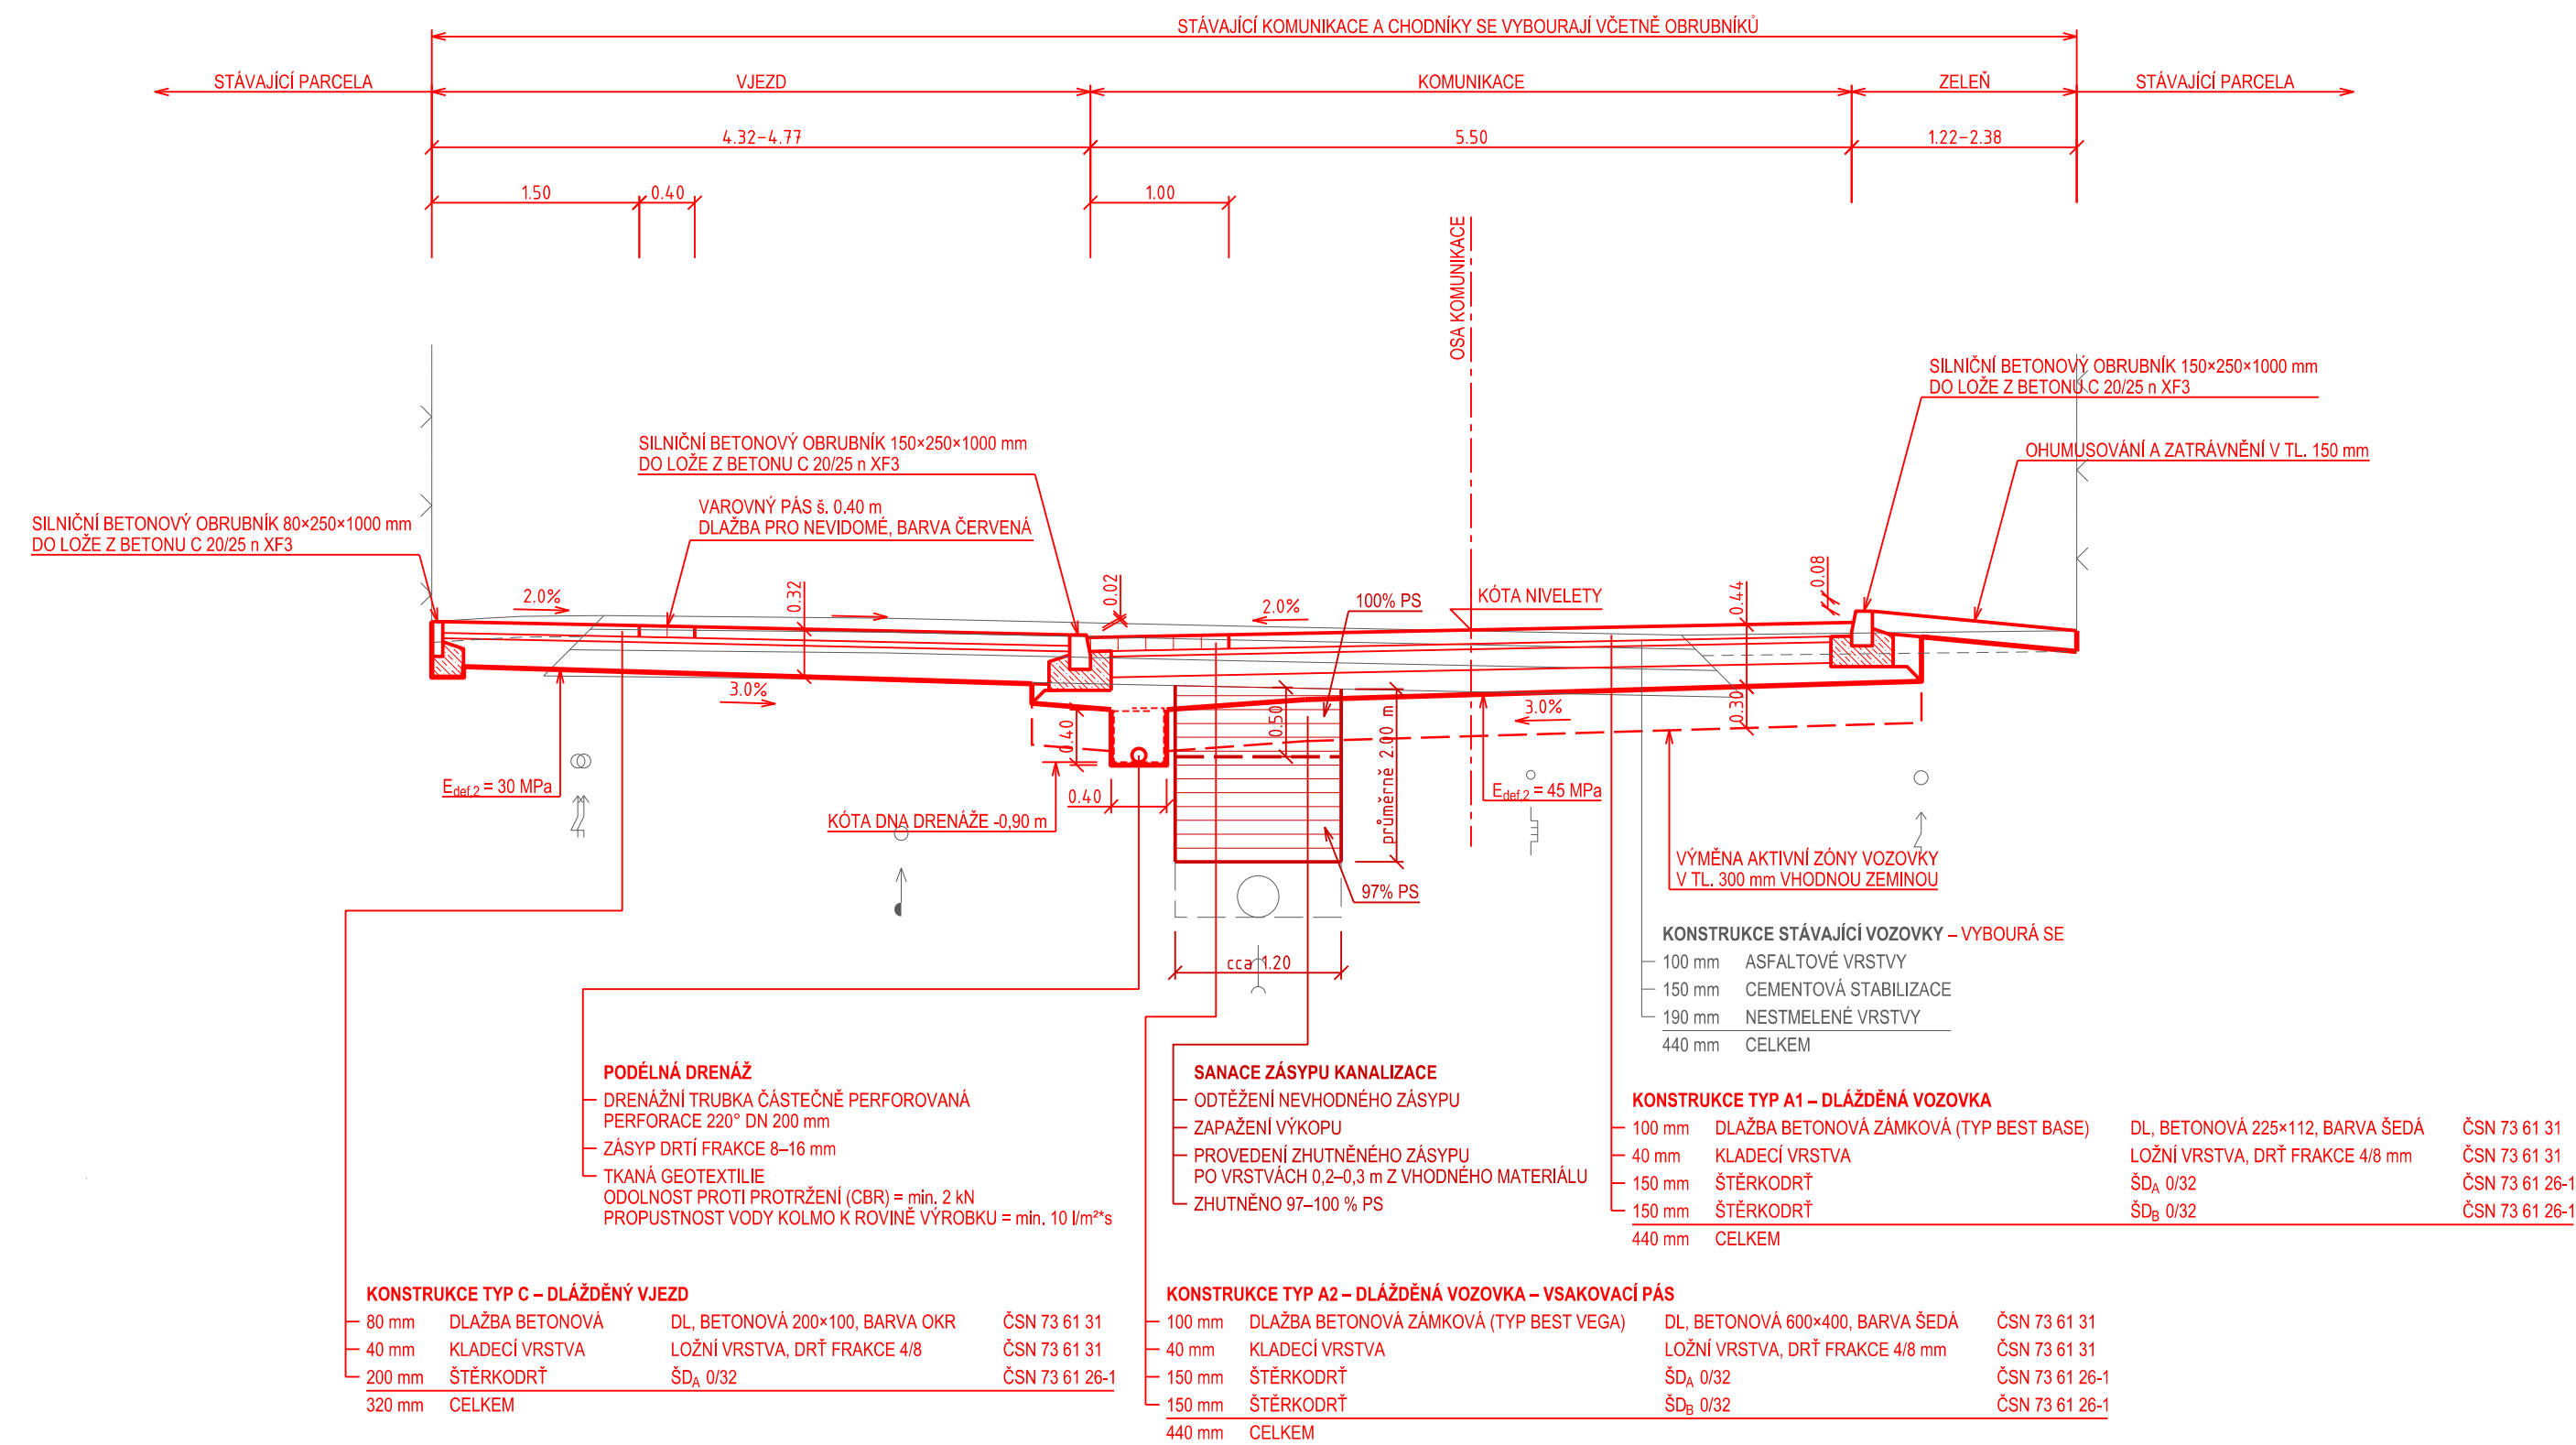 STÁVAJÍCÍ KOMUNIKACE A CHODNÍKY SE VYBOURAJÍ VČETNĚ OBRUBNÍKŮ
STÁVAJÍCÍ PARCELA
VJEZD
KOMUNIKACE
ZELEŇ
STÁVAJÍCÍ PARCELA
4.32–4.77
5.50
1.22–2.38
1.50
0.40
1.00
OSA KOMUNIKACE
SILNIČNÍ BETONOVÝ OBRUBNÍK 150×250×1000 mm
DO LOŽE Z BETONU C 20/25 n XF3
OHUMUSOVÁNÍ A ZATRÁVNĚNÍ V TL. 150 mm
SILNIČNÍ BETONOVÝ OBRUBNÍK 150×250×1000 mm
DO LOŽE Z BETONU C 20/25 n XF3
VAROVNÝ PÁS š. 0.40 m
DLAŽBA PRO NEVIDOMÉ, BARVA ČERVENÁ
SILNIČNÍ BETONOVÝ OBRUBNÍK 80×250×1000 mm
DO LOŽE Z BETONU C 20/25 n XF3
2.0%
0.32
0.02
2.0%
100% PS
KÓTA NIVELETY
0.44
0.08
3.0%
0.40
0.50
průměrně 2.00 m
3.0%
0.30
Edef,2 = 30 MPa
0.40
KÓTA DNA DRENÁŽE -0,90 m
Edef,2 = 45 MPa
97% PS
VÝMĚNA AKTIVNÍ ZÓNY VOZOVKY
V TL. 300 mm VHODNOU ZEMINOU
cca 1.20
KONSTRUKCE STÁVAJÍCÍ VOZOVKY – VYBOURÁ SE
100 mm ASFALTOVÉ VRSTVY
150 mm CEMENTOVÁ STABILIZACE
190 mm NESTMELENÉ VRSTVY
440 mm CELKEM
PODÉLNÁ DRENÁŽ
DRENÁŽNÍ TRUBKA ČÁSTEČNĚ PERFOROVANÁ
PERFORACE 220° DN 200 mm
ZÁSYP DRTÍ FRAKCE 8–16 mm
TKANÁ GEOTEXTILIE
ODOLNOST PROTI PROTRŽENÍ (CBR) = min. 2 kN
PROPUSTNOST VODY KOLMO K ROVINĚ VÝROBKU = min. 10 l/m²*s
SANACE ZÁSYPU KANALIZACE
ODTĚŽENÍ NEVHODNÉHO ZÁSYPU
ZAPAŽENÍ VÝKOPU
PROVEDENÍ ZHUTNĚNÉHO ZÁSYPU
PO VRSTVÁCH 0,2–0,3 m Z VHODNÉHO MATERIÁLU
ZHUTNĚNO 97–100 % PS
KONSTRUKCE TYP A1 – DLÁŽDĚNÁ VOZOVKA
100 mm DLAŽBA BETONOVÁ ZÁMKOVÁ (TYP BEST BASE) DL, BETONOVÁ 225×112, BARVA ŠEDÁ ČSN 73 61 31
40 mm KLADECÍ VRSTVA LOŽNÍ VRSTVA, DRŤ FRAKCE 4/8 mm ČSN 73 61 31
150 mm ŠTĚRKODRŤ ŠDA 0/32 ČSN 73 61 26-1
150 mm ŠTĚRKODRŤ ŠDB 0/32 ČSN 73 61 26-1
440 mm CELKEM
KONSTRUKCE TYP C – DLÁŽDĚNÝ VJEZD
80 mm DLAŽBA BETONOVÁ DL, BETONOVÁ 200×100, BARVA OKR ČSN 73 61 31
40 mm KLADECÍ VRSTVA LOŽNÍ VRSTVA, DRŤ FRAKCE 4/8 ČSN 73 61 31
200 mm ŠTĚRKODRŤ ŠDA 0/32 ČSN 73 61 26-1
320 mm CELKEM
KONSTRUKCE TYP A2 – DLÁŽDĚNÁ VOZOVKA – VSAKOVACÍ PÁS
100 mm DLAŽBA BETONOVÁ ZÁMKOVÁ (TYP BEST VEGA) DL, BETONOVÁ 600×400, BARVA ŠEDÁ ČSN 73 61 31
40 mm KLADECÍ VRSTVA LOŽNÍ VRSTVA, DRŤ FRAKCE 4/8 mm ČSN 73 61 31
150 mm ŠTĚRKODRŤ ŠDA 0/32 ČSN 73 61 26-1
150 mm ŠTĚRKODRŤ ŠDB 0/32 ČSN 73 61 26-1
440 mm CELKEM